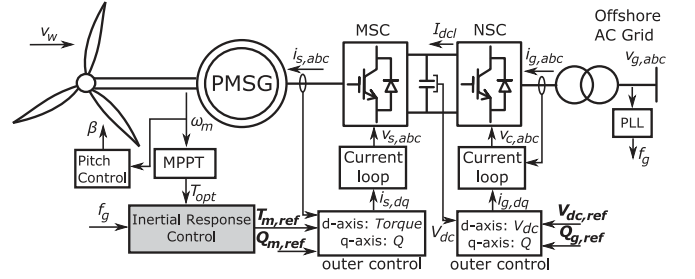 Offshore
AC Grid
v_w
MSC
I_dcl
NSC
v_g,abc
i_s,abc
i_g,abc
PMSG
PLL
β
ω_m
v_s,abc
v_c,abc
f_g
Pitch
Control
MPPT
Current
loop
Current
loop
T_opt
i_s,dq
i_g,dq
f_g
Inertial Response
Control
T_m,ref
Q_m,ref
d-axis: Torque
q-axis: Q
outer control
V_dc
d-axis: V_dc
q-axis: Q
outer control
V_dc,ref
Q_g,ref